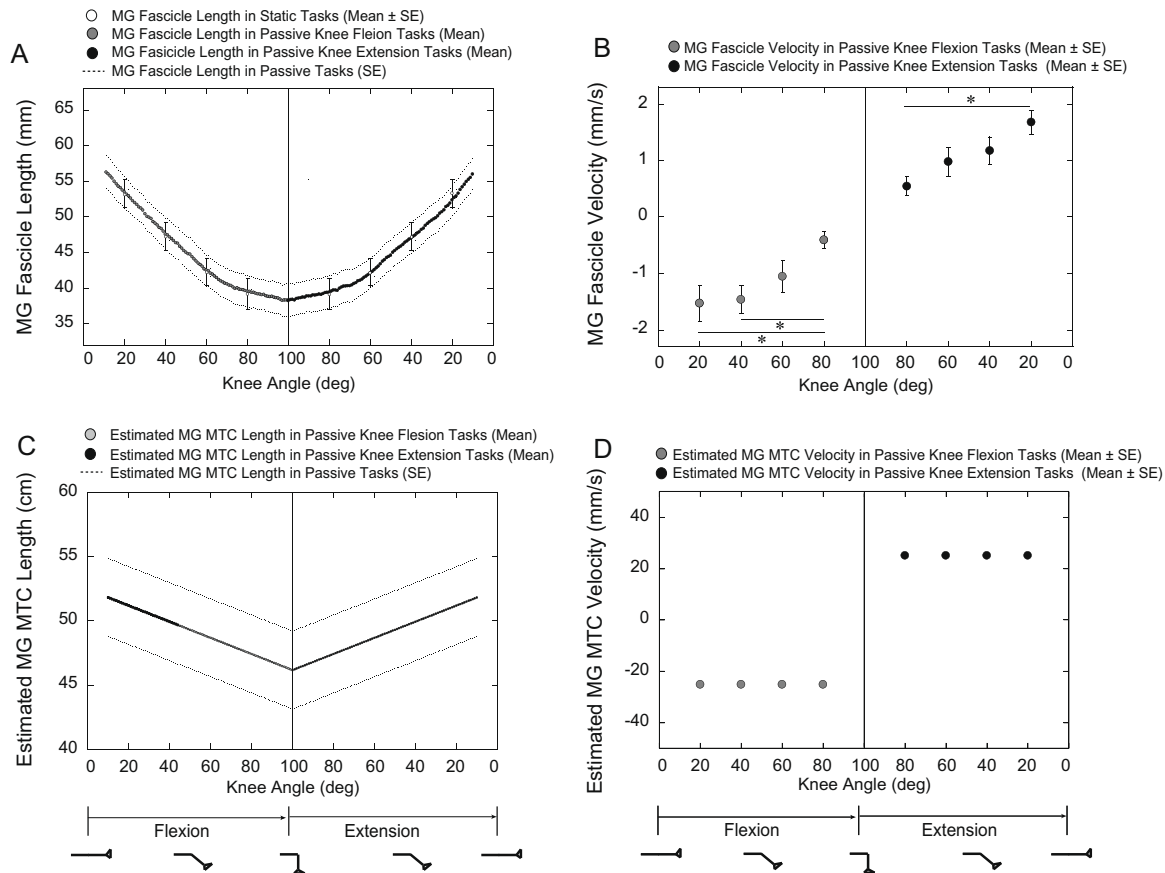 A
○ MG Fascicle Length in Static Tasks (Mean ± SE)
● MG Fascicle Length in Passive Knee Fleion Tasks (Mean)
● MG Fascicle Length in Passive Knee Extension Tasks (Mean)
MG Fascicle Length in Passive Tasks (SE)
MG Fascicle Length (mm)
65
60
55
50
45
40
35
0 20 40 60 80 100 80 60 40 20 0
Knee Angle (deg)
B
● MG Fascicle Velocity in Passive Knee Flexion Tasks (Mean ± SE)
● MG Fascicle Velocity in Passive Knee Extension Tasks (Mean ± SE)
MG Fascicle Velocity (mm/s)
2
1
0
-1
-2
*
*
*
0 20 40 60 80 100 80 60 40 20 0
Knee Angle (deg)
C
● Estimated MG MTC Length in Passive Knee Flesion Tasks (Mean)
● Estimated MG MTC Length in Passive Knee Extension Tasks (Mean)
Estimated MG MTC Length in Passive Tasks (SE)
Estimated MG MTC Length (cm)
60
55
50
45
40
0 20 40 60 80 100 80 60 40 20 0
Knee Angle (deg)
Flexion Extension
D
● Estimated MG MTC Velocity in Passive Knee Flexion Tasks (Mean ± SE)
● Estimated MG MTC Velocity in Passive Knee Extension Tasks (Mean ± SE)
Estimated MG MTC Velocity (mm/s)
40
20
0
-20
-40
0 20 40 60 80 100 80 60 40 20 0
Knee Angle (deg)
Flexion Extension